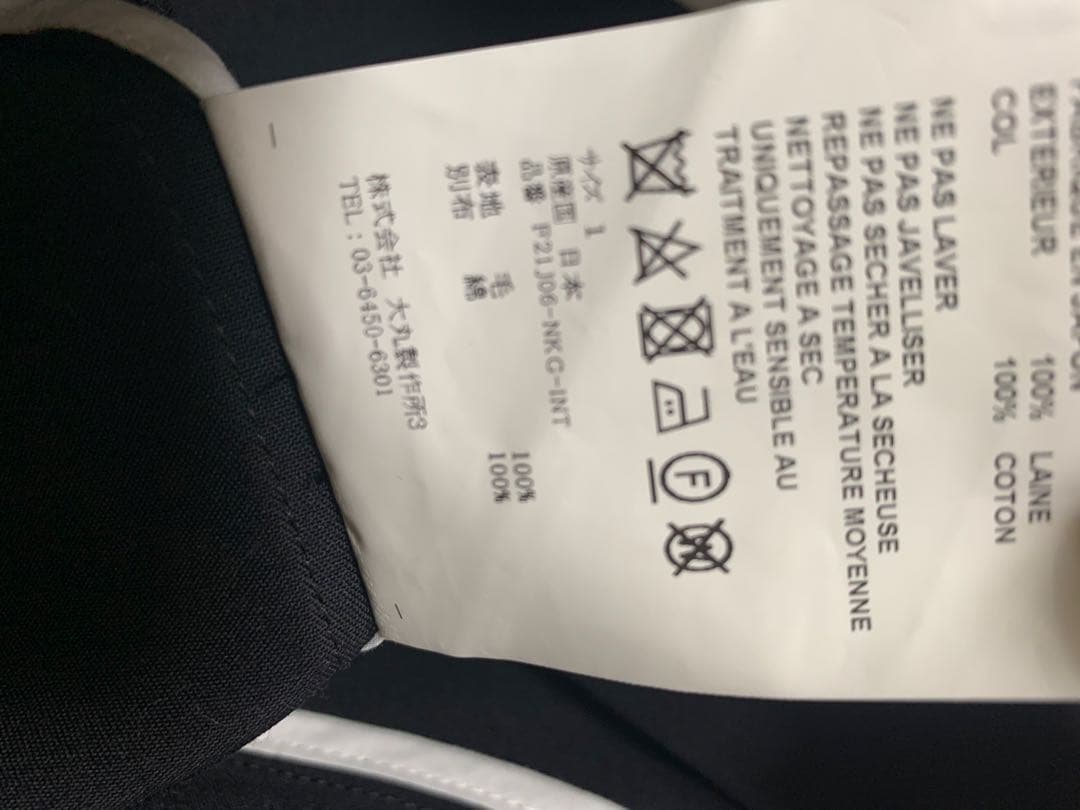 EXTERIEUR 100% LAINE
COL 100% COTON
NE PAS LAVER
NE PAS JAVELLISER
NE PAS SECHER A LA SECHEUSE
REPASSAGE TEMPERATURE MOYENNE
NETTOYAGE A SEC
UNIQUEMENT SENSIBLE AU
TRAITMENT A L'EAU
F
サイズ 1
原産国 日本
品番 F21J06-NKG-INT
表地 毛 100%
別布 綿 100%
株式会社 大丸製作所3
TEL:03-6450-6301